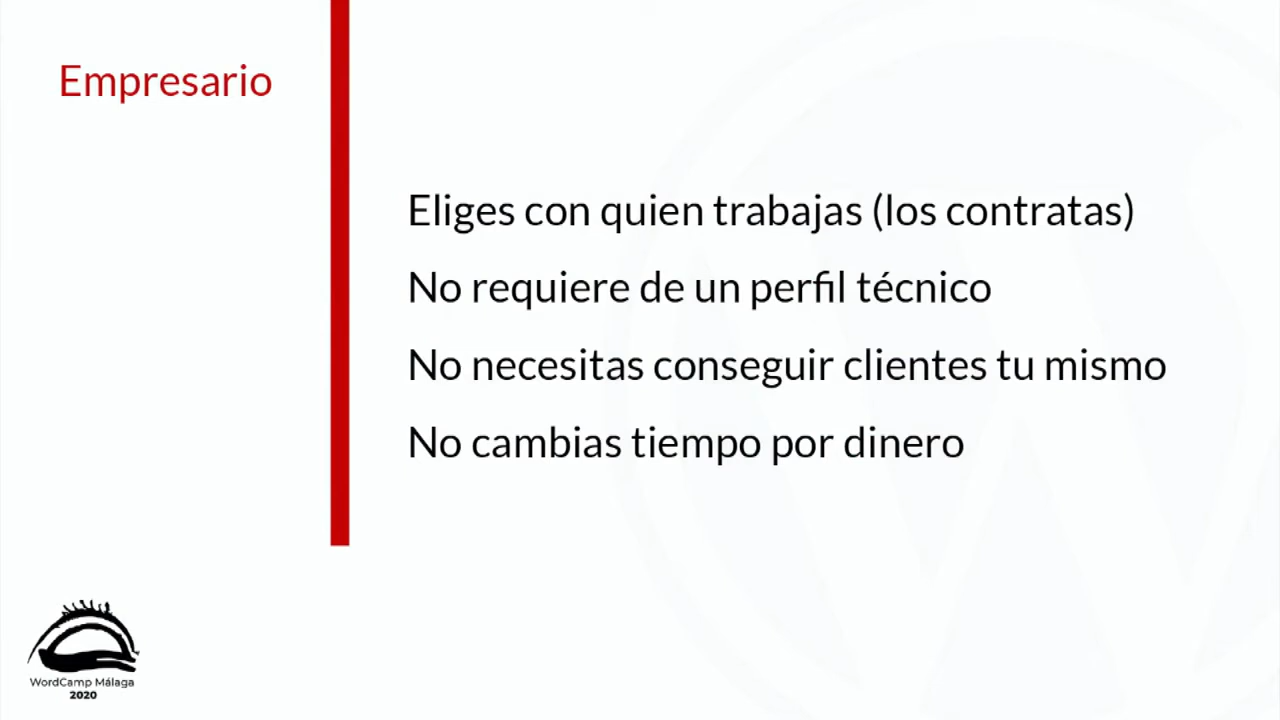 Empresario
Eliges con quien trabajas (los contratas)
No requiere de un perfil técnico
No necesitas conseguir clientes tu mismo
No cambias tiempo por dinero
WordCamp Málaga
2020